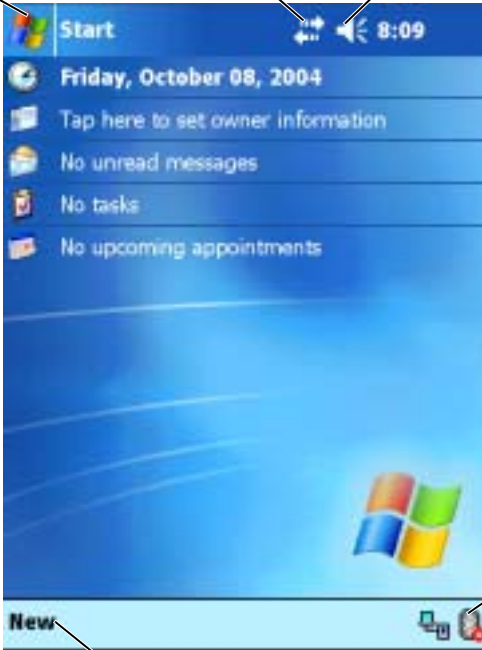 Start 8:09
Friday, October 08, 2004
Tap here to set owner information
No unread messages
No tasks
No upcoming appointments
New